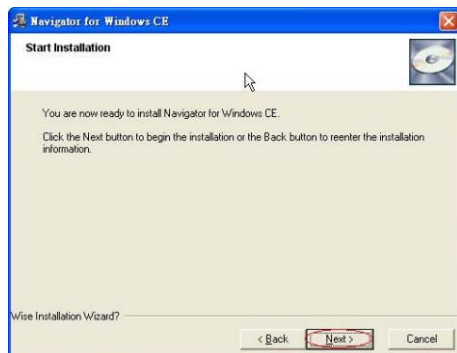 Navigator for Windows CE
Start Installation
You are now ready to install Navigator for Windows CE.
Click the Next button to begin the installation or the Back button to reenter the installation
information.
Wise Installation Wizard?
< Back
Next >
Cancel